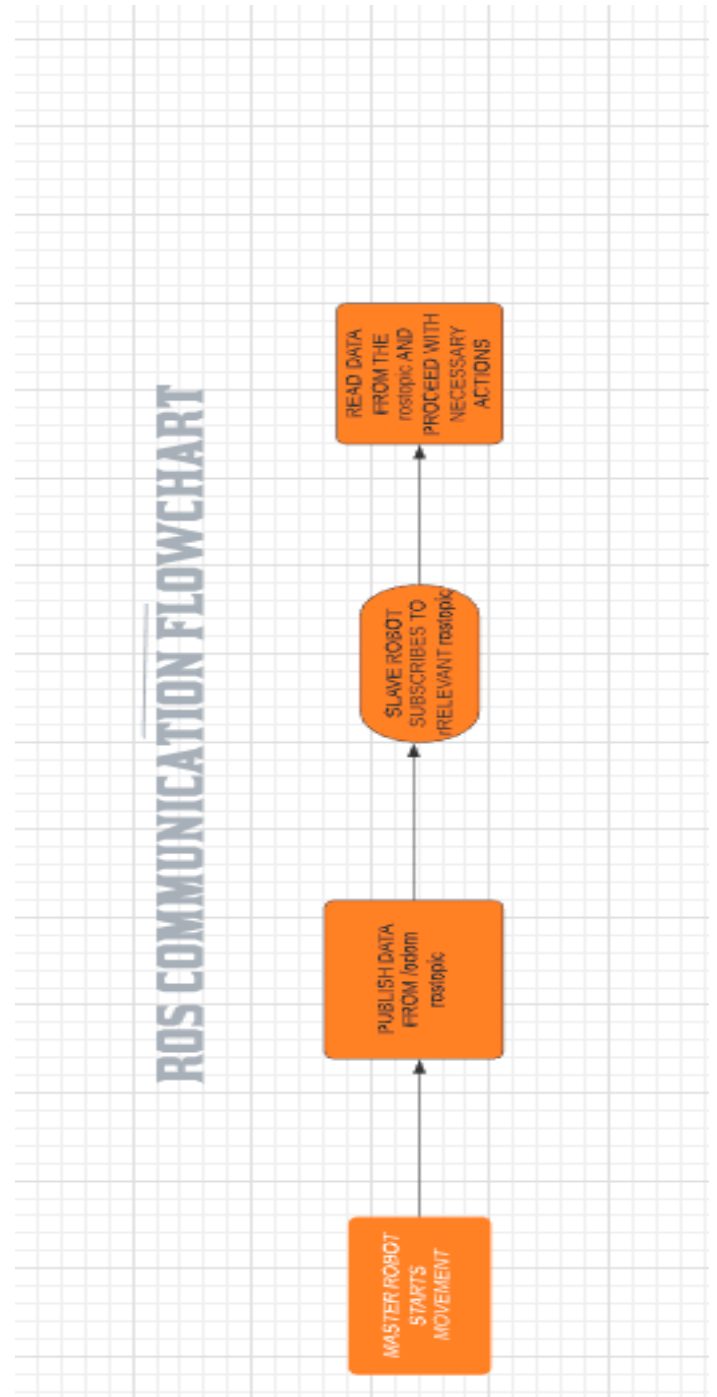 ROS COMMUNICATION FLOWCHART
MASTER ROBOT
STARTS
MOVEMENT
PUBLISH DATA
FROM /odom
rostopic
SLAVE ROBOT
SUBSCRIBES TO
rRELEVANT rostopic
READ DATA
FROM THE
rostopic AND
PROCEED WITH
NECESSARY
ACTIONS